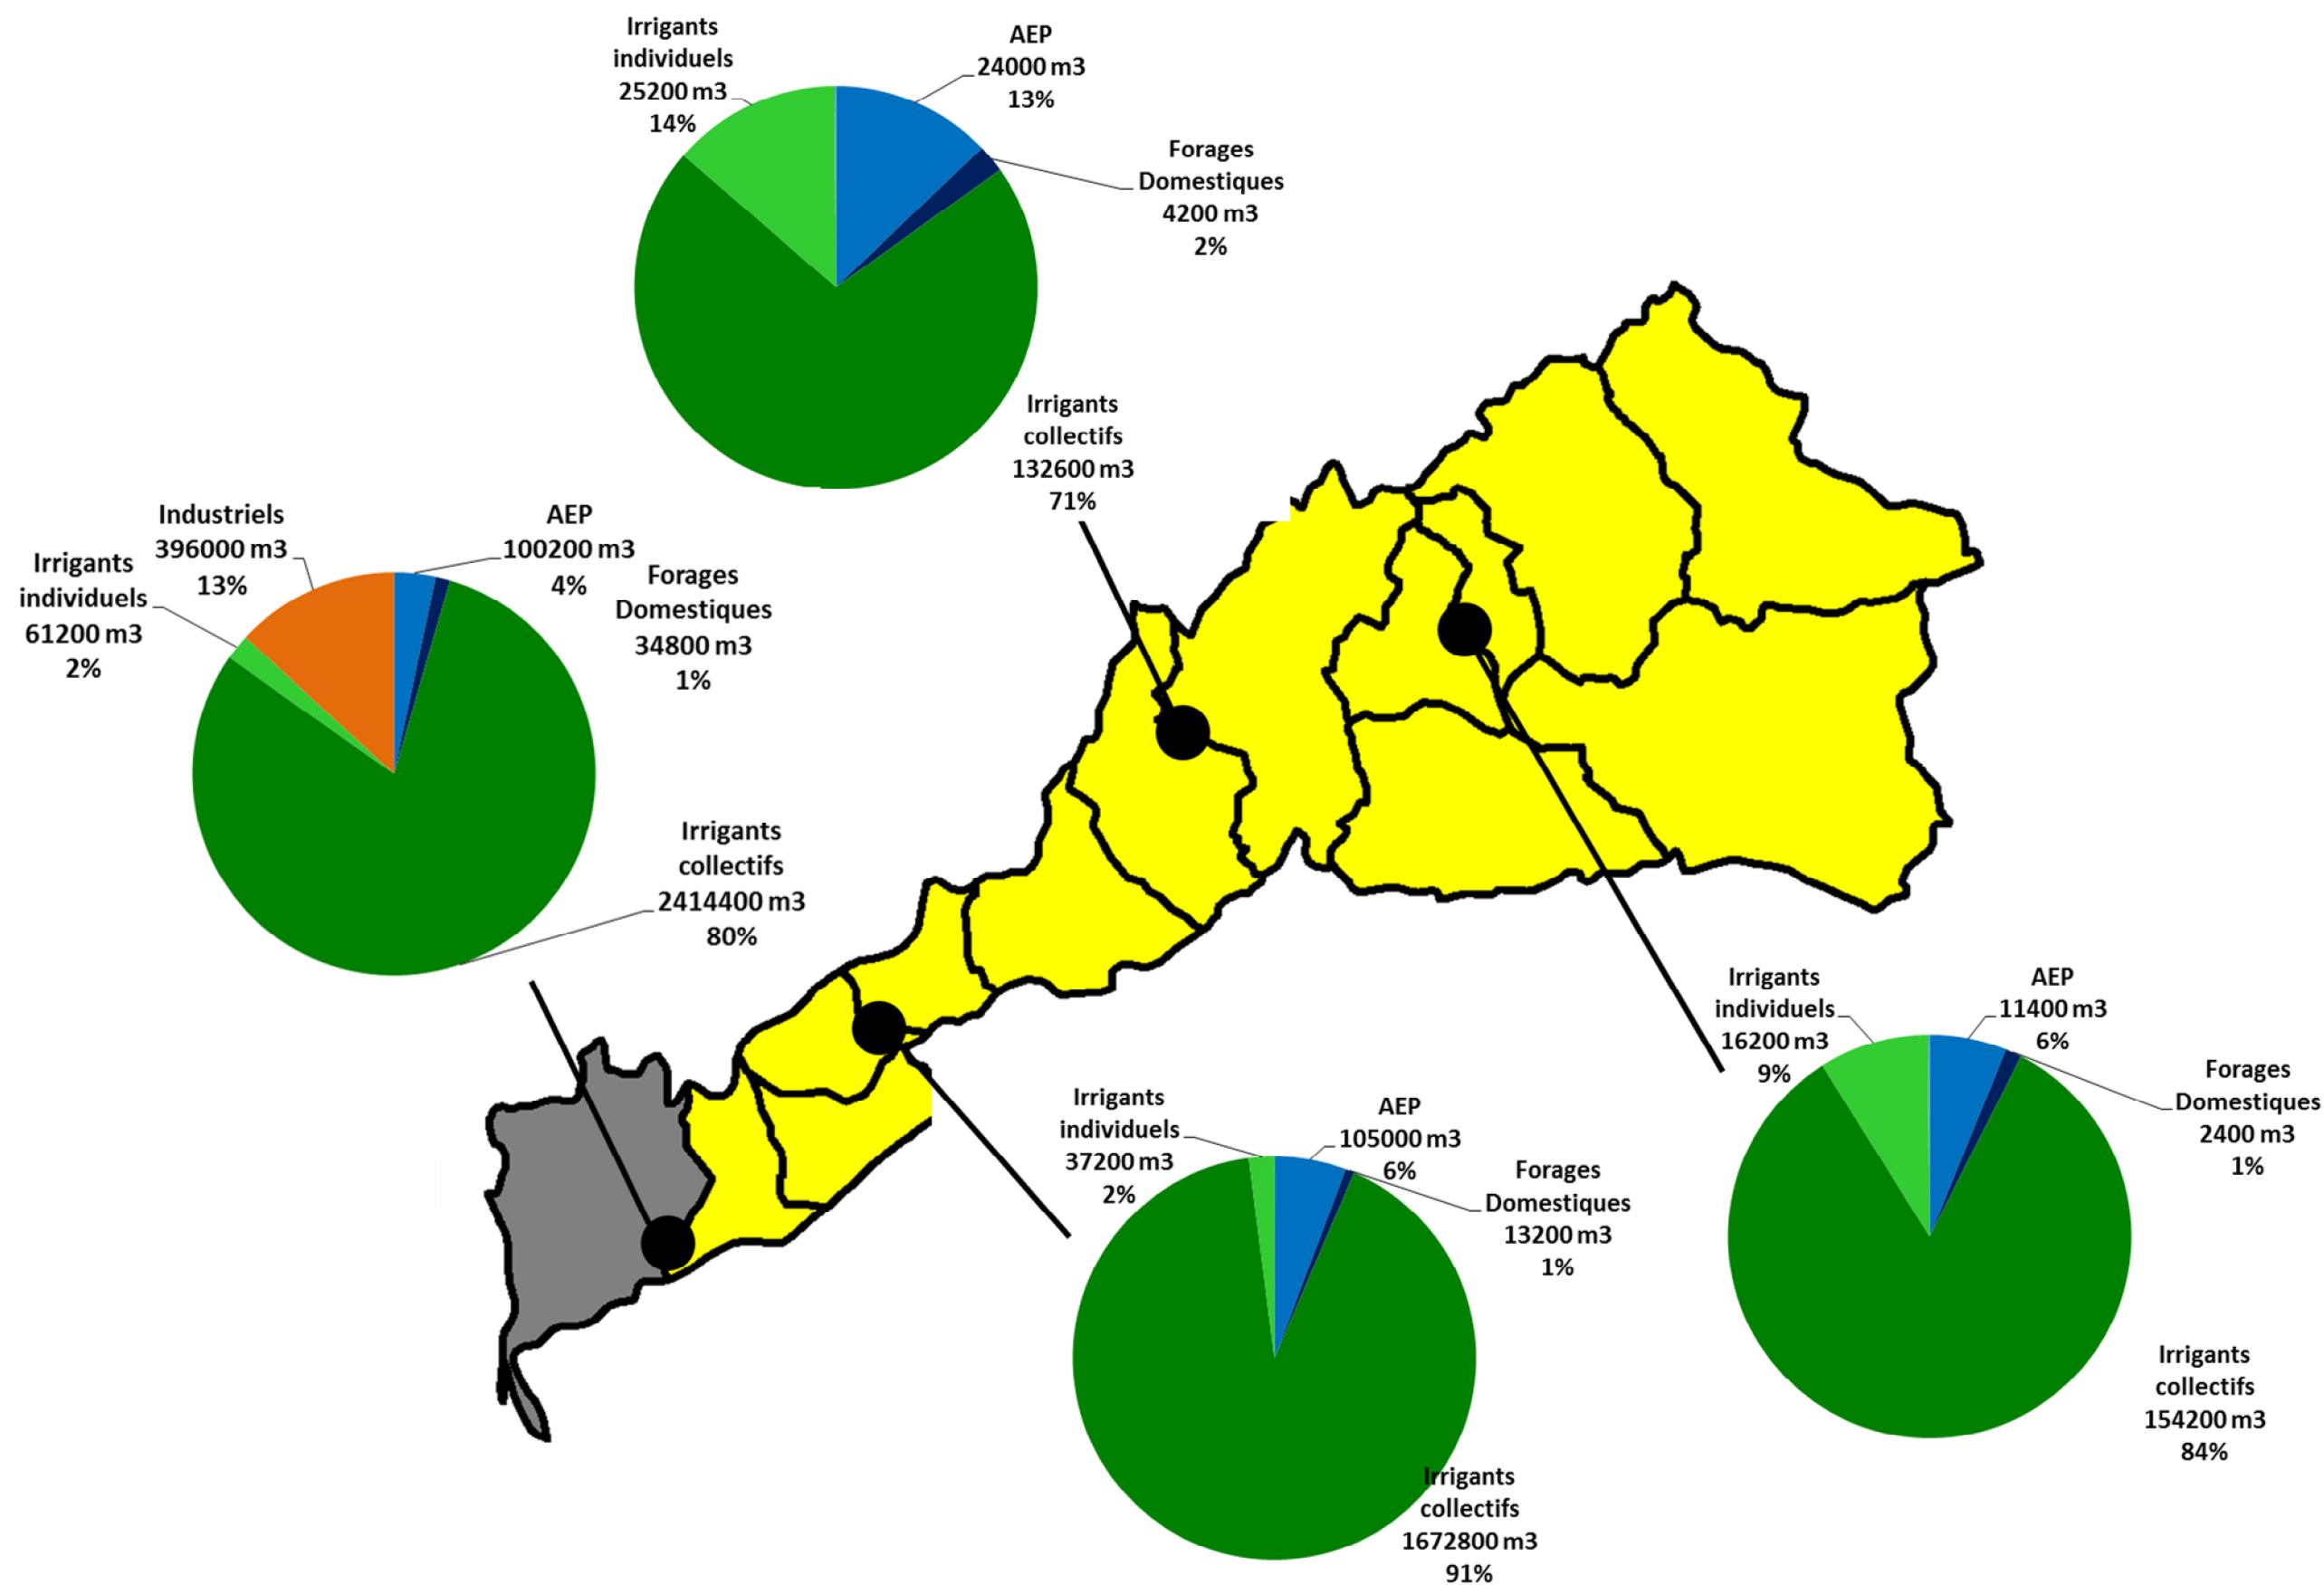 Irrigants
individuels
25200 m3
14%
AEP
24000 m3
13%
Forages
Domestiques
4200 m3
2%
Irrigants
collectifs
132600 m3
71%
Industriels
396000 m3
13%
AEP
100200 m3
4%
Irrigants
individuels
61200 m3
2%
Forages
Domestiques
34800 m3
1%
Irrigants
collectifs
2414400 m3
80%
Irrigants
individuels
37200 m3
2%
AEP
105000 m3
6%
Forages
Domestiques
13200 m3
1%
Irrigants
collectifs
1672800 m3
91%
Irrigants
individuels
16200 m3
9%
AEP
11400 m3
6%
Forages
Domestiques
2400 m3
1%
Irrigants
collectifs
154200 m3
84%